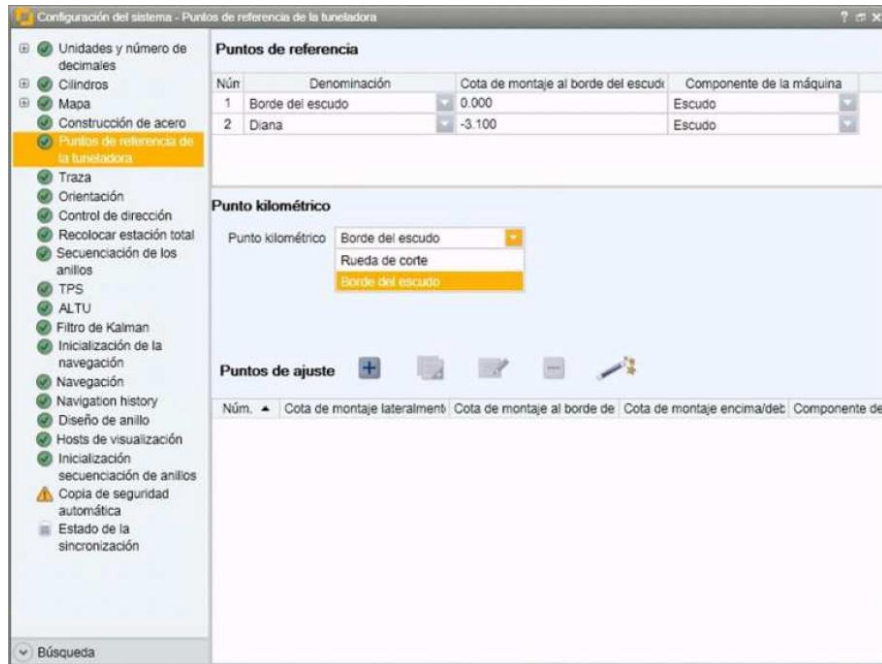 Configuración del sistema - Puntos de referencia de la tuneladora
Unidades y número de
decimales
Cilindros
Mapa
Construcción de acero
Puntos de referencia de
la tuneladora
Traza
Orientación
Control de dirección
Recolocar estación total
Secuenciación de los
anillos
TPS
ALTU
Filtro de Kalman
Inicialización de la
navegación
Navegación
Navigation history
Diseño de anillo
Hosts de visualización
Inicialización
secuenciación de anillos
Copia de seguridad
automática
Estado de la
sincronización
Búsqueda
Puntos de referencia
Núm Denominación Cota de montaje al borde del escudo Componente de la máquina
1 Borde del escudo 0.000 Escudo
2 Diana -3.100 Escudo
Punto kilométrico
Punto kilométrico Borde del escudo
Rueda de corte
Borde del escudo
Puntos de ajuste
Núm. Cota de montaje lateralment Cota de montaje al borde de Cota de montaje encima/deb Componente de